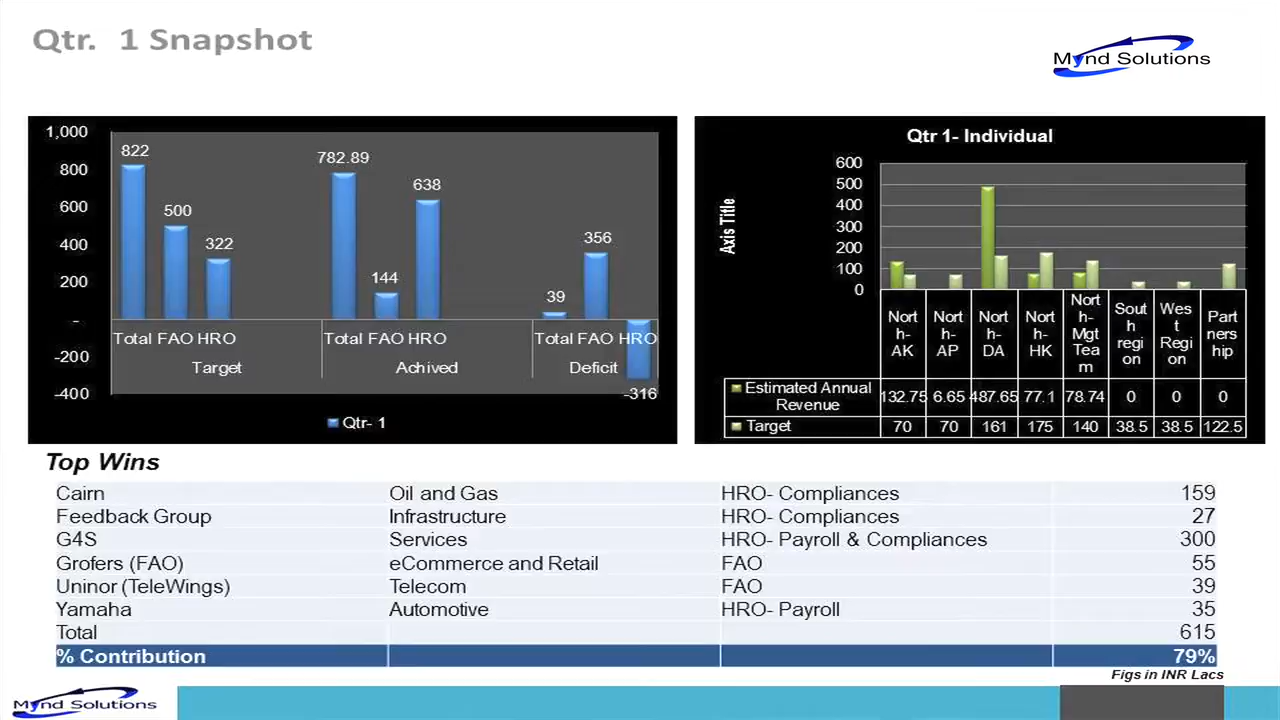 Qtr. 1 Snapshot
Mynd Solutions
1,000
800
600
400
200
-
-200
-400
822
500
322
782.89
144
638
39
356
-316
Total FAO HRO
Total FAO HRO
Total FAO HRO
Target
Achived
Deficit
Qtr- 1
Qtr 1- Individual
Axis Title
600
500
400
300
200
100
0
Nort
h-
AK
Nort
h-
AP
Nort
h-
DA
Nort
h-
HK
Nort
h-
Mgt
Tea
m
Sout
h
regi
on
Wes
t
Regi
on
Part
ners
hip
Estimated Annual
Revenue
132.75 6.65 487.65 77.1 78.74 0 0 0
Target 70 70 161 175 140 38.5 38.5 122.5
Top Wins
Cairn Oil and Gas HRO- Compliances 159
Feedback Group Infrastructure HRO- Compliances 27
G4S Services HRO- Payroll & Compliances 300
Grofers (FAO) eCommerce and Retail FAO 55
Uninor (TeleWings) Telecom FAO 39
Yamaha Automotive HRO- Payroll 35
Total 615
% Contribution 79%
Figs in INR Lacs
Mynd Solutions